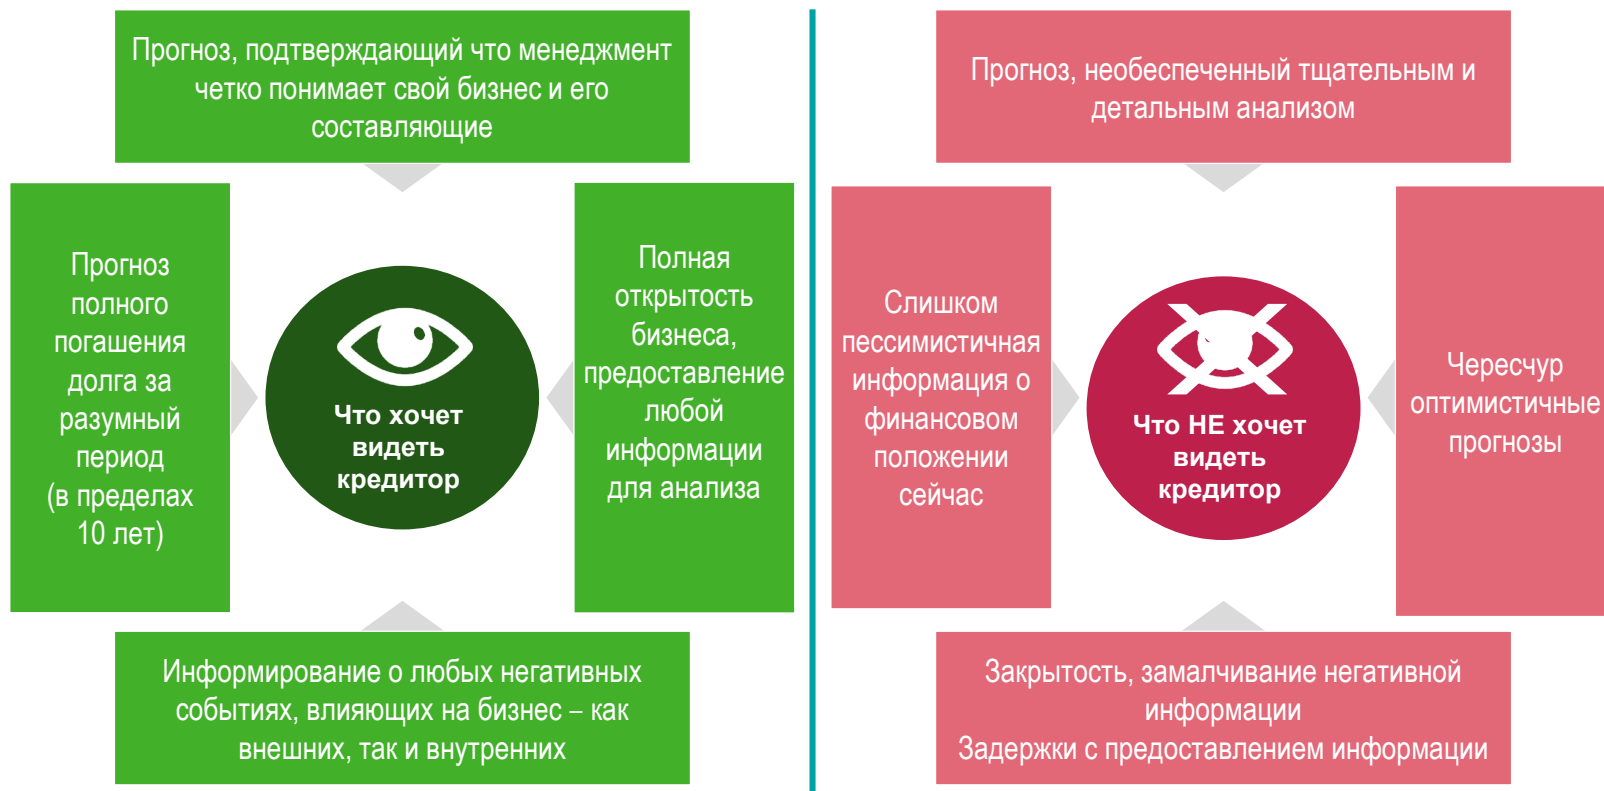 Прогноз, подтверждающий что менеджмент
четко понимает свой бизнес и его
составляющие
Прогноз
полного
погашения
долга за
разумный
период
(в пределах
10 лет)
Что хочет
видеть
кредитор
Полная
открытость
бизнеса,
предоставление
любой
информации
для анализа
Информирование о любых негативных
событиях, влияющих на бизнес – как
внешних, так и внутренних
Прогноз, необеспеченный тщательным и
детальным анализом
Слишком
пессимистичная
информация о
финансовом
положении
сейчас
Что НЕ хочет
видеть
кредитор
Чересчур
оптимистичные
прогнозы
Закрытость, замалчивание негативной
информации
Задержки с предоставлением информации